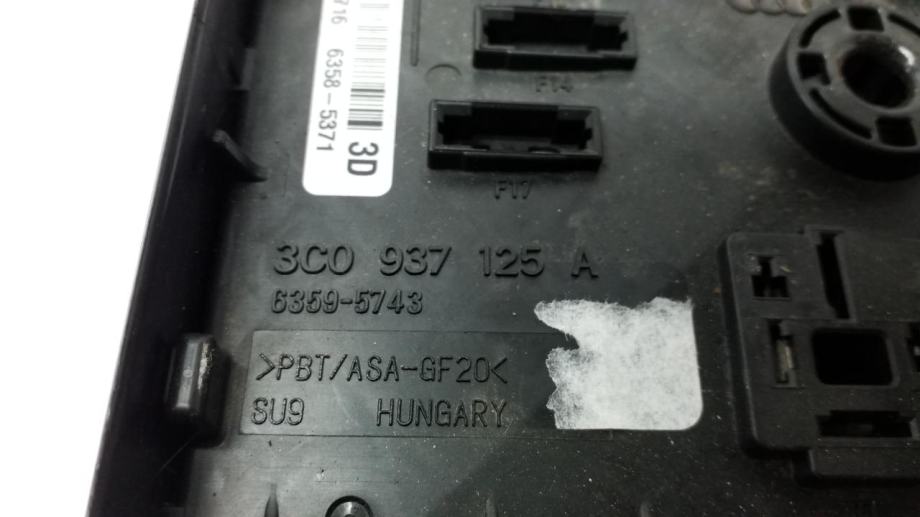 716 6358-5371 3D
F14
F17
3C0 937 125 A
6359-5743
>PBT/ASA-GF20<
SU9 HUNGARY